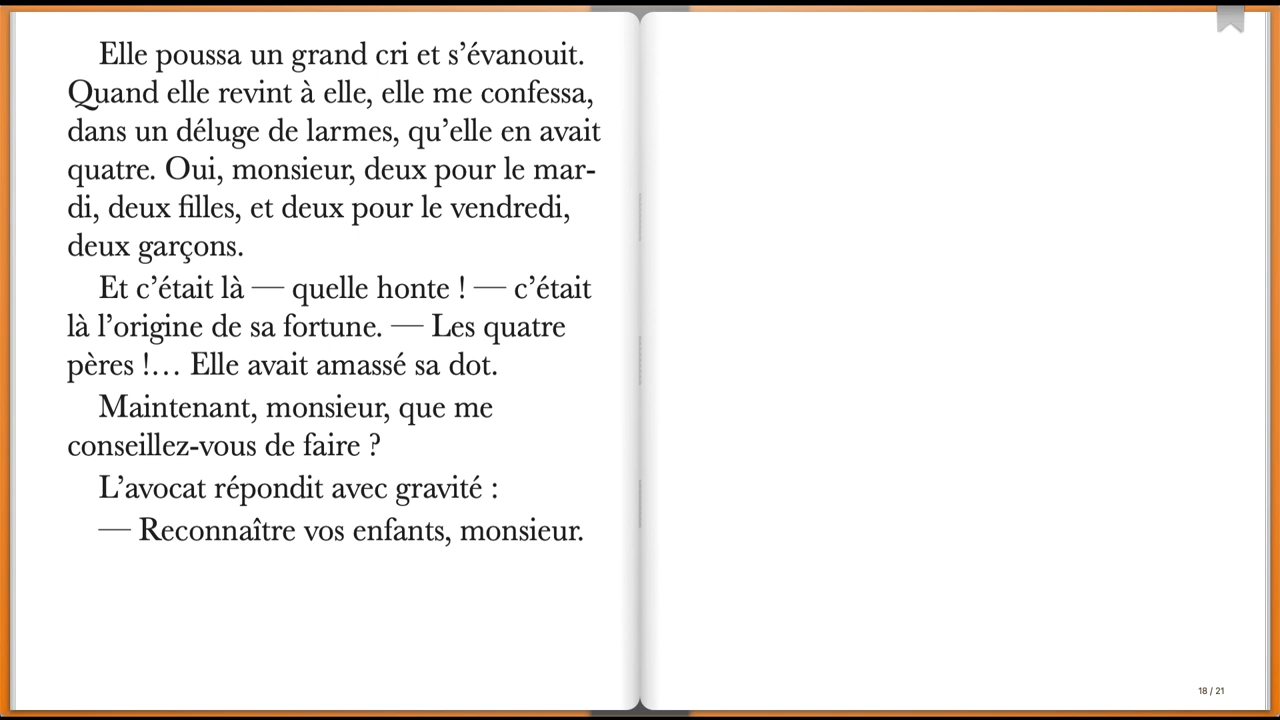 Elle poussa un grand cri et s’évanouit.
Quand elle revint à elle, elle me confessa,
dans un déluge de larmes, qu’elle en avait
quatre. Oui, monsieur, deux pour le mar-
di, deux filles, et deux pour le vendredi,
deux garçons.
Et c’était là — quelle honte ! — c’était
là l’origine de sa fortune. — Les quatre
pères !… Elle avait amassé sa dot.
Maintenant, monsieur, que me
conseillez-vous de faire ?
L’avocat répondit avec gravité :
— Reconnaître vos enfants, monsieur.
18 / 21